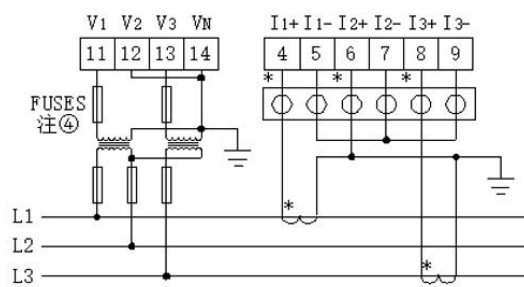 V1 V2 V3 VN I1+ I1- I2+ I2- I3+ I3-
11 12 13 14 4 5 6 7 8 9
* * *
FUSES
注④
*
L1
L2
*
L3